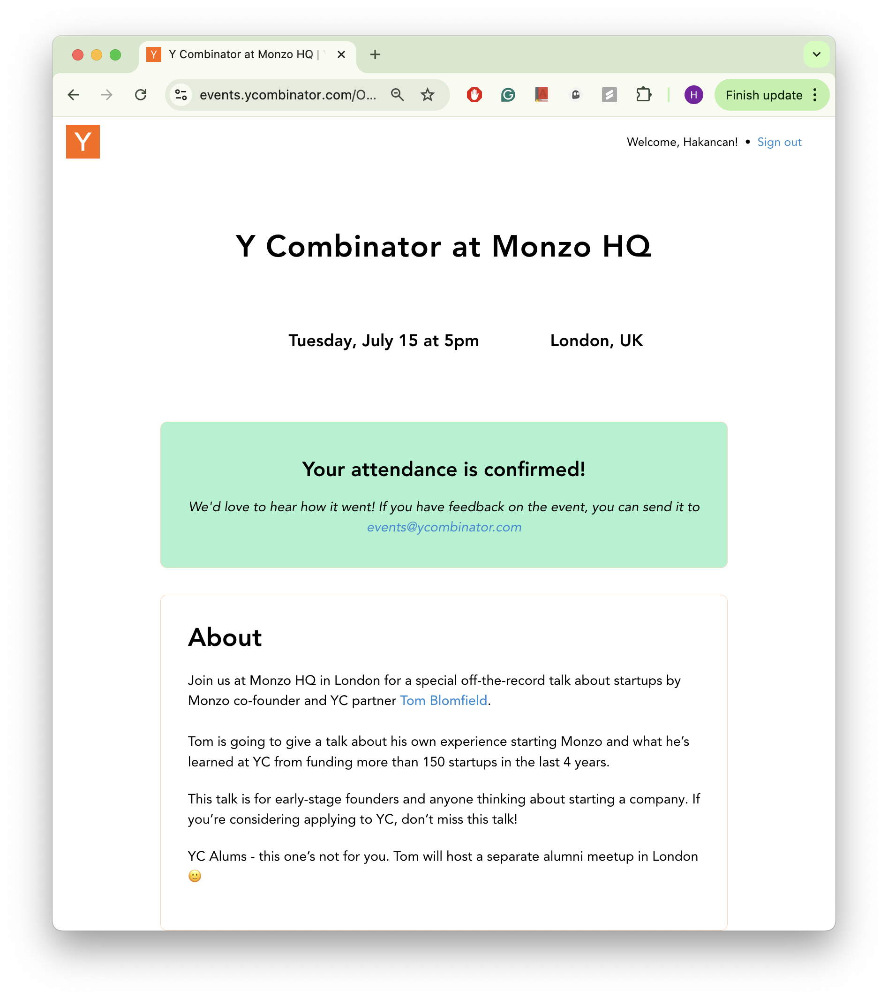 Y Combinator at Monzo HQ |
events.ycombinator.com/O...
H
Finish update
Y
Welcome, Hakancan! • Sign out
Y Combinator at Monzo HQ
Tuesday, July 15 at 5pm London, UK
Your attendance is confirmed!
We'd love to hear how it went! If you have feedback on the event, you can send it to
events@ycombinator.com
About
Join us at Monzo HQ in London for a special off-the-record talk about startups by
Monzo co-founder and YC partner Tom Blomfield.
Tom is going to give a talk about his own experience starting Monzo and what he’s
learned at YC from funding more than 150 startups in the last 4 years.
This talk is for early-stage founders and anyone thinking about starting a company. If
you’re considering applying to YC, don’t miss this talk!
YC Alums - this one’s not for you. Tom will host a separate alumni meetup in London
🙂